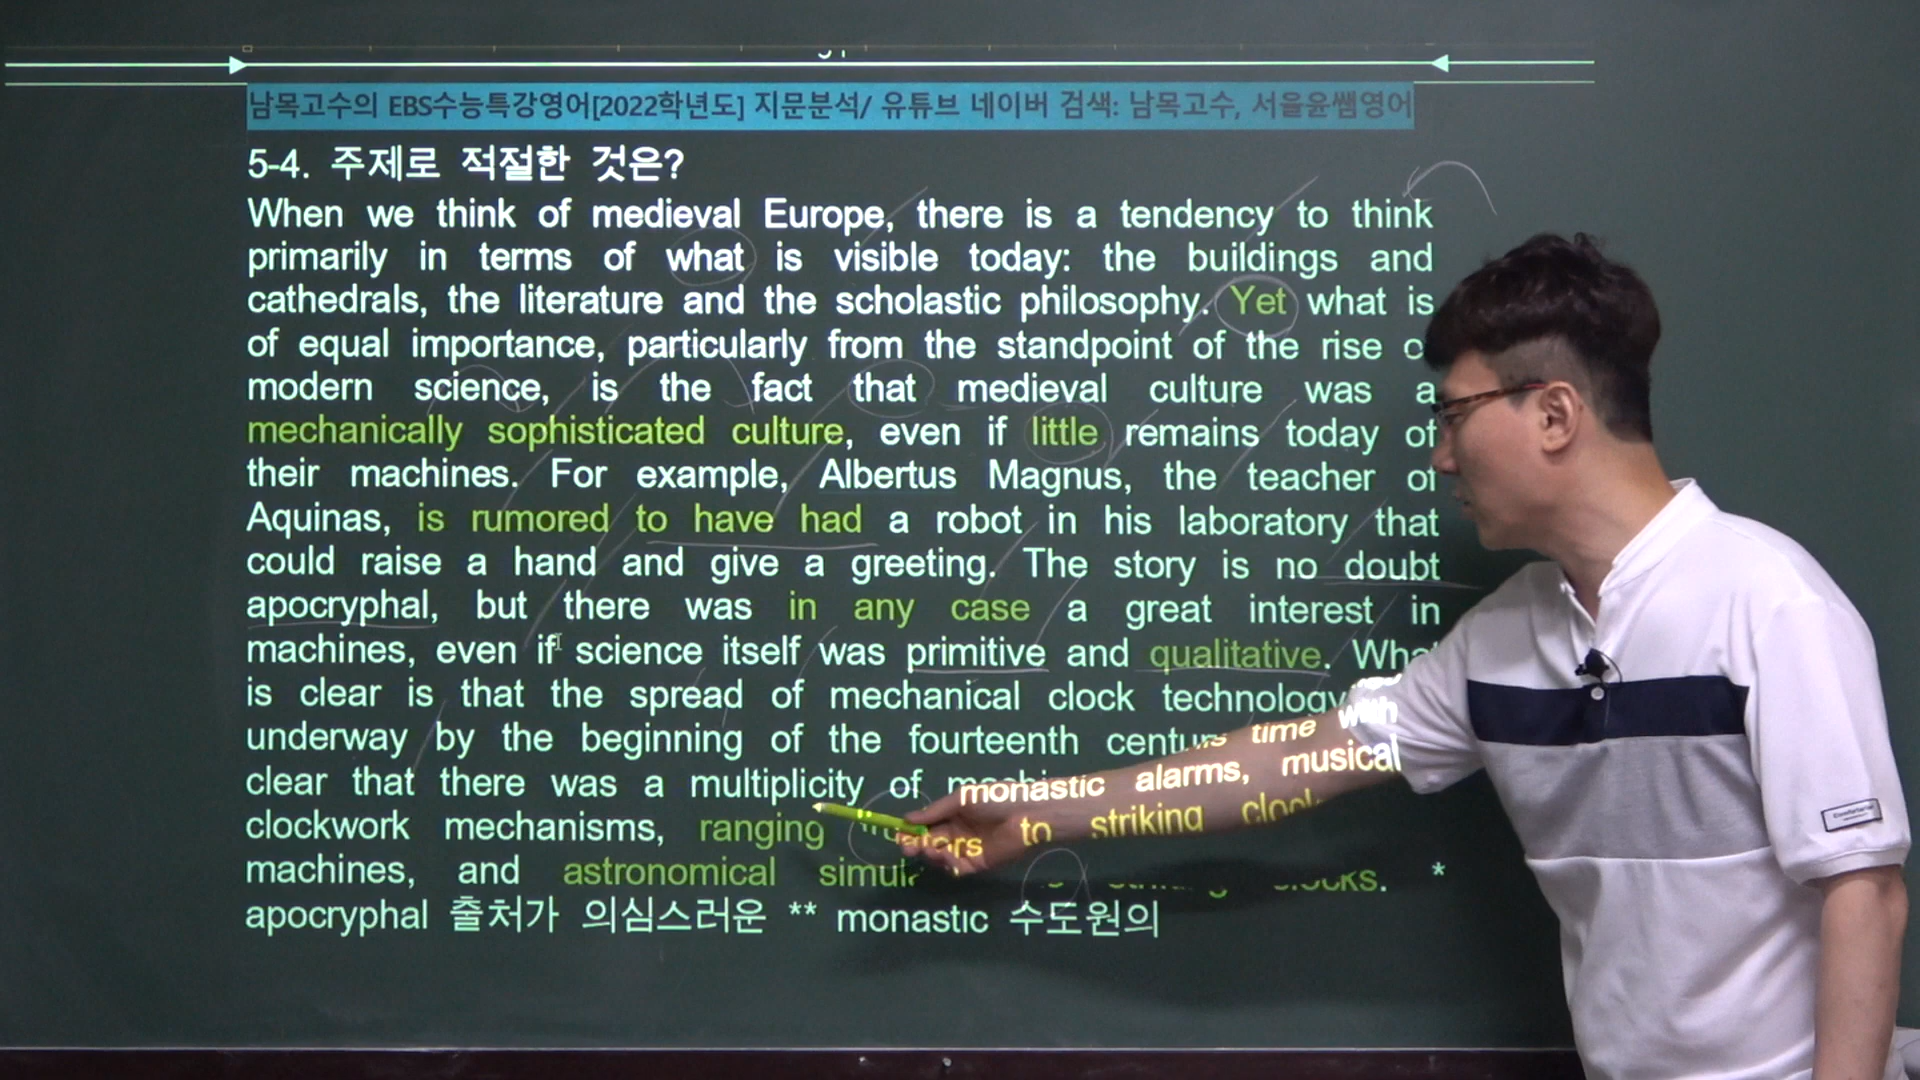 남목고수의 EBS수능특강영어[2022학년도] 지문분석/ 유튜브 네이버 검색: 남목고수, 서울윤쌤영어
5-4. 주제로 적절한 것은?
When we think of medieval Europe, there is a tendency to think
primarily in terms of what is visible today: the buildings and
cathedrals, the literature and the scholastic philosophy. Yet what is
of equal importance, particularly from the standpoint of the rise
modern science, is the fact that medieval culture was a
mechanically sophisticated culture, even if little remains today of
their machines. For example, Albertus Magnus, the teacher of
Aquinas, is rumored to have had a robot in his laboratory that
could raise a hand and give a greeting. The story is no doubt
apocryphal, but there was in any case a great interest in
machines, even if science itself was primitive and qualitative. What
is clear is that the spread of mechanical clock technology
underway by the beginning of the fourteenth time with
clear that there was a multiplicity of monastic alarms, musical
clockwork mechanisms, ranging to striking
machines, and astronomical
apocryphal 출처가 의심스러운 ** monastic 수도원의